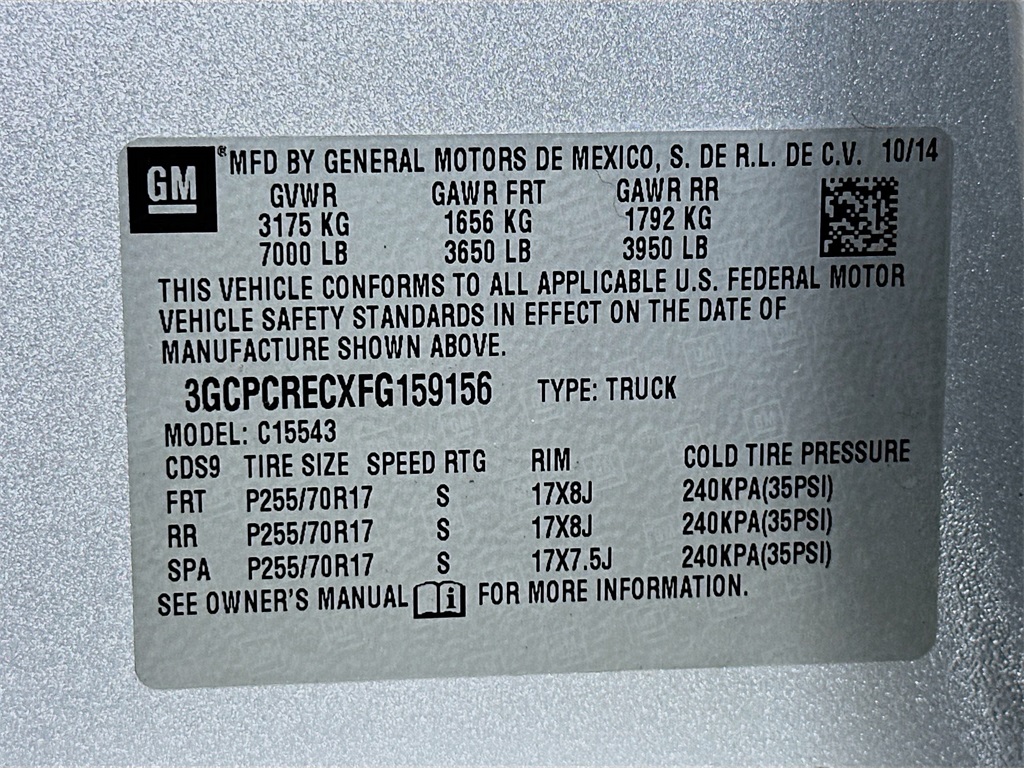 GM ® MFD BY GENERAL MOTORS DE MEXICO, S. DE R.L. DE C.V. 10/14
GVWR GAWR FRT GAWR RR
3175 KG 1656 KG 1792 KG
7000 LB 3650 LB 3950 LB
THIS VEHICLE CONFORMS TO ALL APPLICABLE U.S. FEDERAL MOTOR
VEHICLE SAFETY STANDARDS IN EFFECT ON THE DATE OF
MANUFACTURE SHOWN ABOVE.
3GCPCRECXFG159156 TYPE: TRUCK
MODEL: C15543
CDS9 TIRE SIZE SPEED RTG RIM COLD TIRE PRESSURE
FRT P255/70R17 S 17X8J 240KPA(35PSI)
RR P255/70R17 S 17X8J 240KPA(35PSI)
SPA P255/70R17 S 17X7.5J 240KPA(35PSI)
SEE OWNER'S MANUAL i FOR MORE INFORMATION.